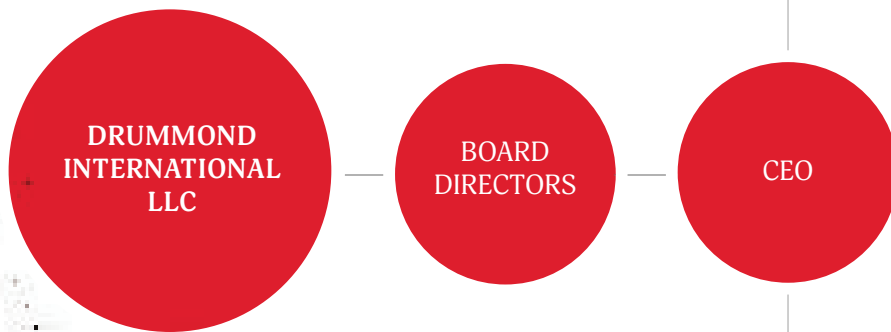 DRUMMOND
INTERNATIONAL
LLC
BOARD
DIRECTORS
CEO